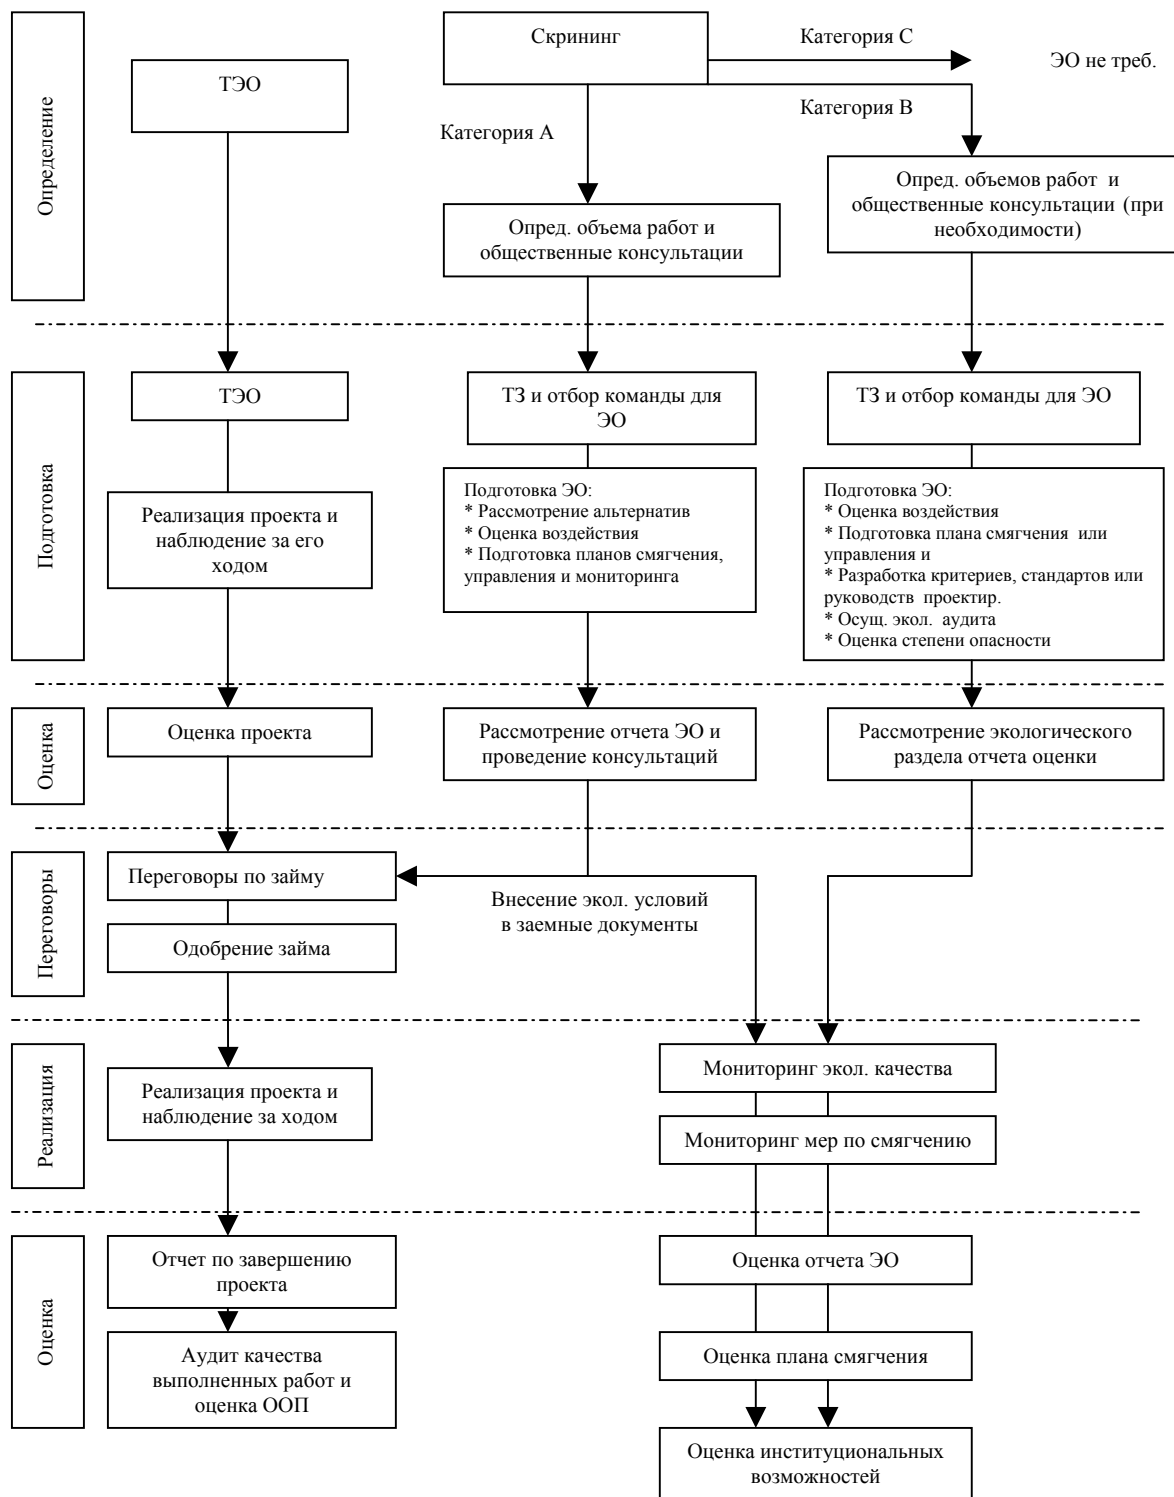 Определение
ТЭО
Скрининг
Категория C
ЭО не треб.
Категория B
Категория A
Опред. объема работ и
общественные консультации
Опред. объемов работ и
общественные консультации (при
необходимости)
Подготовка
ТЭО
Реализация проекта и
наблюдение за его
ходом
ТЗ и отбор команды для
ЭО
Подготовка ЭО:
* Рассмотрение альтернатив
* Оценка воздействия
* Подготовка планов смягчения,
управления и мониторинга
ТЗ и отбор команды для ЭО
Подготовка ЭО:
* Оценка воздействия
* Подготовка плана смягчения или
управления и
* Разработка критериев, стандартов или
руководств проектир.
* Осущ. экол. аудита
* Оценка степени опасности
Оценка
Оценка проекта
Рассмотрение отчета ЭО и
проведение консультаций
Рассмотрение экологического
раздела отчета оценки
Переговоры
Переговоры по займу
Одобрение займа
Внесение экол. условий
в заемные документы
Реализация
Реализация проекта и
наблюдение за ходом
Мониторинг экол. качества
Мониторинг мер по смягчению
Оценка
Отчет по завершению
проекта
Аудит качества
выполненных работ и
оценка ООП
Оценка отчета ЭО
Оценка плана смягчения
Оценка институциональных
возможностей